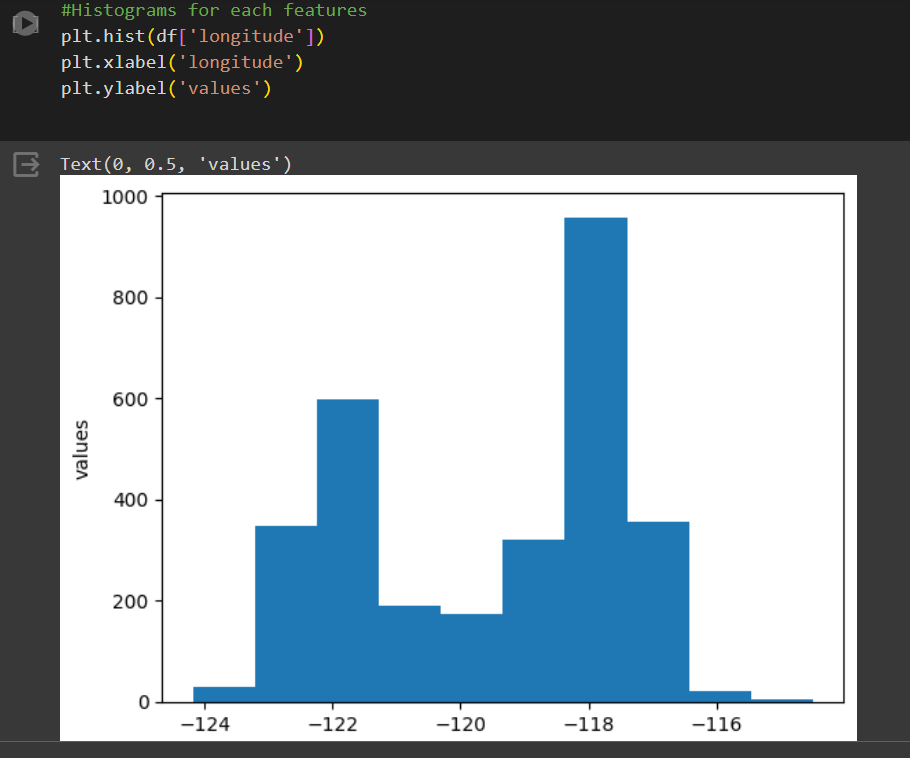 #Histograms for each features
plt.hist(df['longitude'])
plt.xlabel('longitude')
plt.ylabel('values')
Text(0, 0.5, 'values')
1000
800
600
400
200
0
values
−124
−122
−120
−118
−116